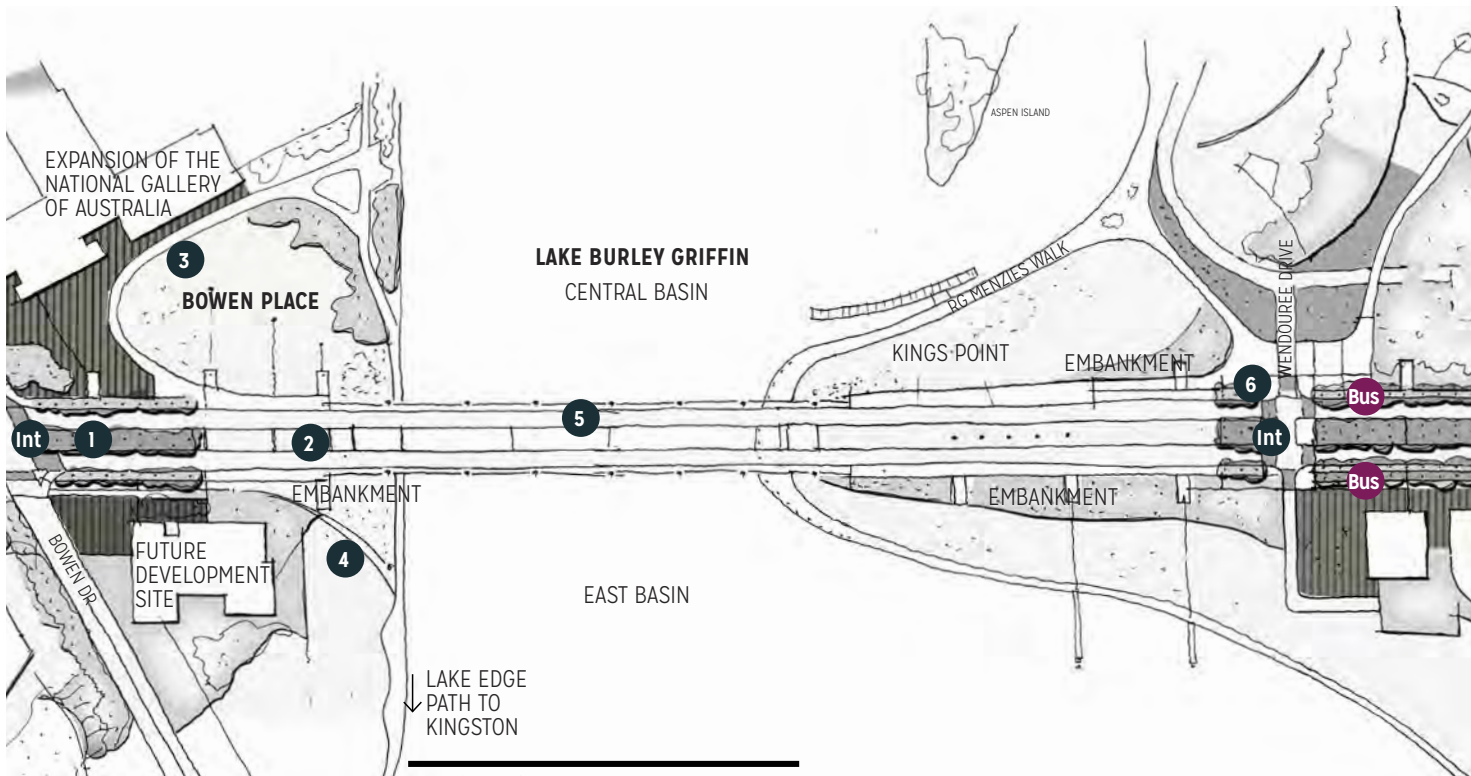 ASPEN ISLAND
EXPANSION OF THE
NATIONAL GALLERY
OF AUSTRALIA
3
BOWEN PLACE
LAKE BURLEY GRIFFIN
CENTRAL BASIN
RG MENZIES WALK
WENDOUREE DRIVE
KINGS POINT
EMBANKMENT
6
Bus
5
Int
1
2
Int
Bus
EMBANKMENT
EMBANKMENT
BOWEN DR
FUTURE
DEVELOPMENT
SITE
4
EAST BASIN
LAKE EDGE
PATH TO
KINGSTON